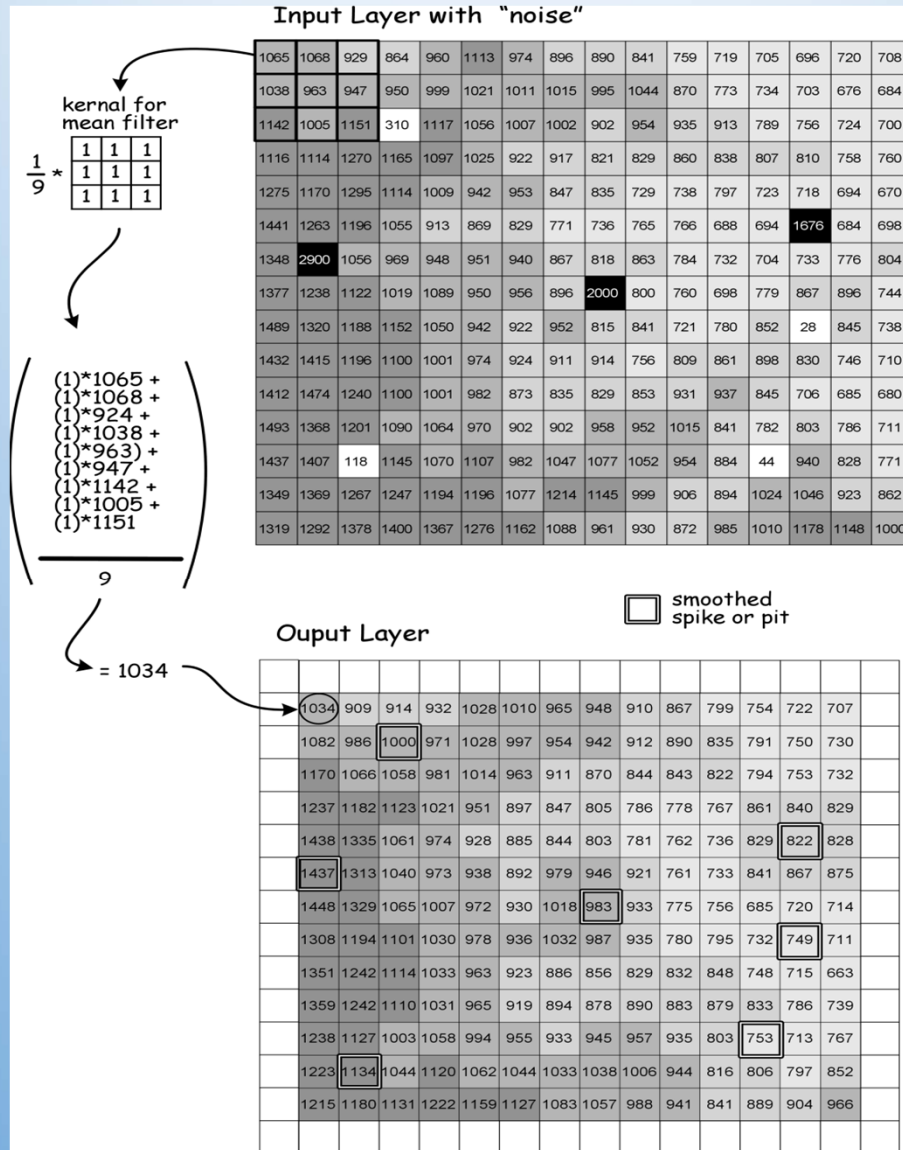 Input Layer with "noise"
1065 1068 929 864 960 1113 974 896 890 841 759 719 705 696 720 708
1038 963 947 950 999 1021 1011 1015 995 1044 870 773 734 703 676 684
kernal for
mean filter
1142 1005 1151 310 1117 1056 1007 1002 902 954 935 913 789 756 724 700
1 1 1
1/9 * 1 1 1
1 1 1
1116 1114 1270 1165 1097 1025 922 917 821 829 860 838 807 810 758 760
1275 1170 1295 1114 1009 942 953 847 835 729 738 797 723 718 694 670
1441 1263 1196 1055 913 869 829 771 736 765 766 688 694 1676 684 698
1348 2900 1056 969 948 951 940 867 818 863 784 732 704 733 776 804
1377 1238 1122 1019 1089 950 956 896 2000 800 760 698 779 867 896 744
1489 1320 1188 1152 1050 942 922 952 815 841 721 780 852 28 845 738
1432 1415 1196 1100 1001 974 924 911 914 756 809 861 898 830 746 710
1412 1474 1240 1100 1001 982 873 835 829 853 931 937 845 706 685 680
1493 1368 1201 1090 1064 970 902 902 958 952 1015 841 782 803 786 711
1437 1407 118 1145 1070 1107 982 1047 1077 1052 954 884 44 940 828 771
1349 1369 1267 1247 1194 1196 1077 1214 1145 999 906 894 1024 1046 923 862
1319 1292 1378 1400 1367 1276 1162 1088 961 930 872 985 1010 1178 1148 1000
(1)*1065 +
(1)*1068 +
(1)*924 +
(1)*1038 +
(1)*963) +
(1)*947 +
(1)*1142 +
(1)*1005 +
(1)*1151
9
= 1034
smoothed
spike or pit
Ouput Layer
1034 909 914 932 1028 1010 965 948 910 867 799 754 722 707
1082 986 1000 971 1028 997 954 942 912 890 835 791 750 730
1170 1066 1058 981 1014 963 911 870 844 843 822 794 753 732
1237 1182 1123 1021 951 897 847 805 786 778 767 861 840 829
1438 1335 1061 974 928 885 844 803 781 762 736 829 822 828
1437 1313 1040 973 938 892 979 946 921 761 733 841 867 875
1448 1329 1065 1007 972 930 1018 983 933 775 756 685 720 714
1308 1194 1101 1030 978 936 1032 987 935 780 795 732 749 711
1351 1242 1114 1033 963 923 886 856 829 832 848 748 715 663
1359 1242 1110 1031 965 919 894 878 890 883 879 833 786 739
1238 1127 1003 1058 994 955 933 945 957 935 803 753 713 767
1223 1134 1044 1120 1062 1044 1033 1038 1006 944 816 806 797 852
1215 1180 1131 1222 1159 1127 1083 1057 988 941 841 889 904 966